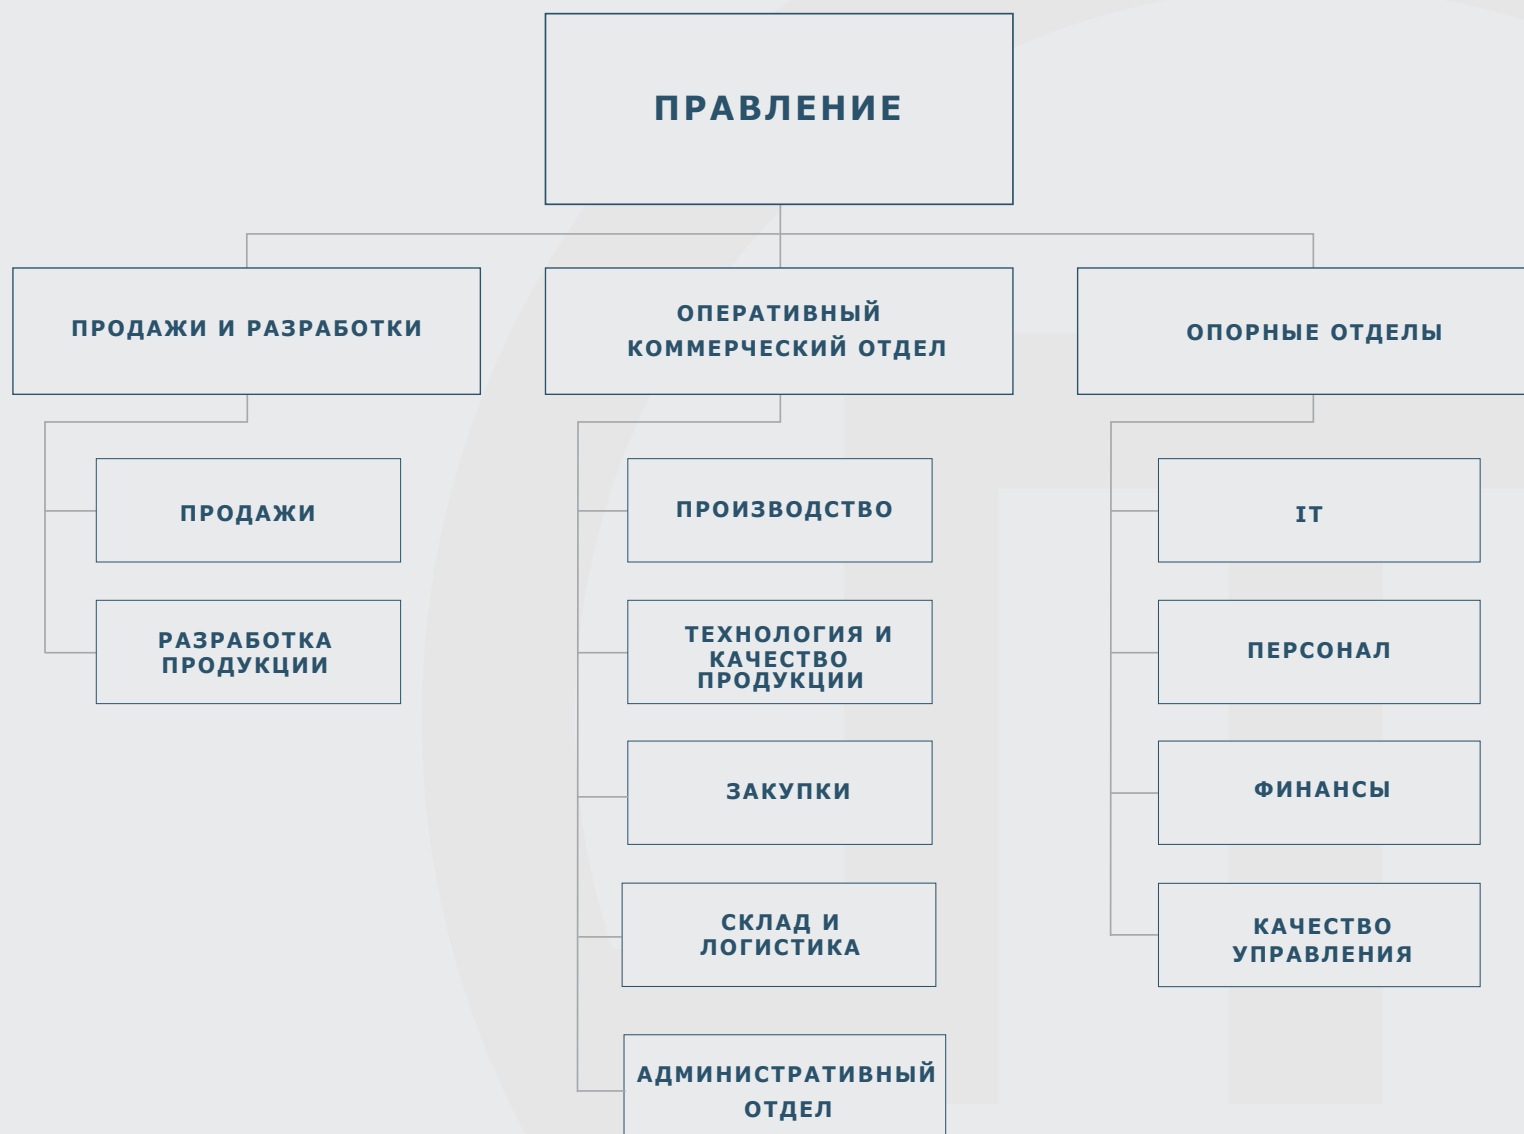 ПРАВЛЕНИЕ
ПРОДАЖИ И РАЗРАБОТКИ
ОПЕРАТИВНЫЙ
КОММЕРЧЕСКИЙ ОТДЕЛ
ОПОРНЫЕ ОТДЕЛЫ
ПРОДАЖИ
РАЗРАБОТКА
ПРОДУКЦИИ
ПРОИЗВОДСТВО
ТЕХНОЛОГИЯ И
КАЧЕСТВО
ПРОДУКЦИИ
ЗАКУПКИ
СКЛАД И
ЛОГИСТИКА
АДМИНИСТРАТИВНЫЙ
ОТДЕЛ
IT
ПЕРСОНАЛ
ФИНАНСЫ
КАЧЕСТВО
УПРАВЛЕНИЯ